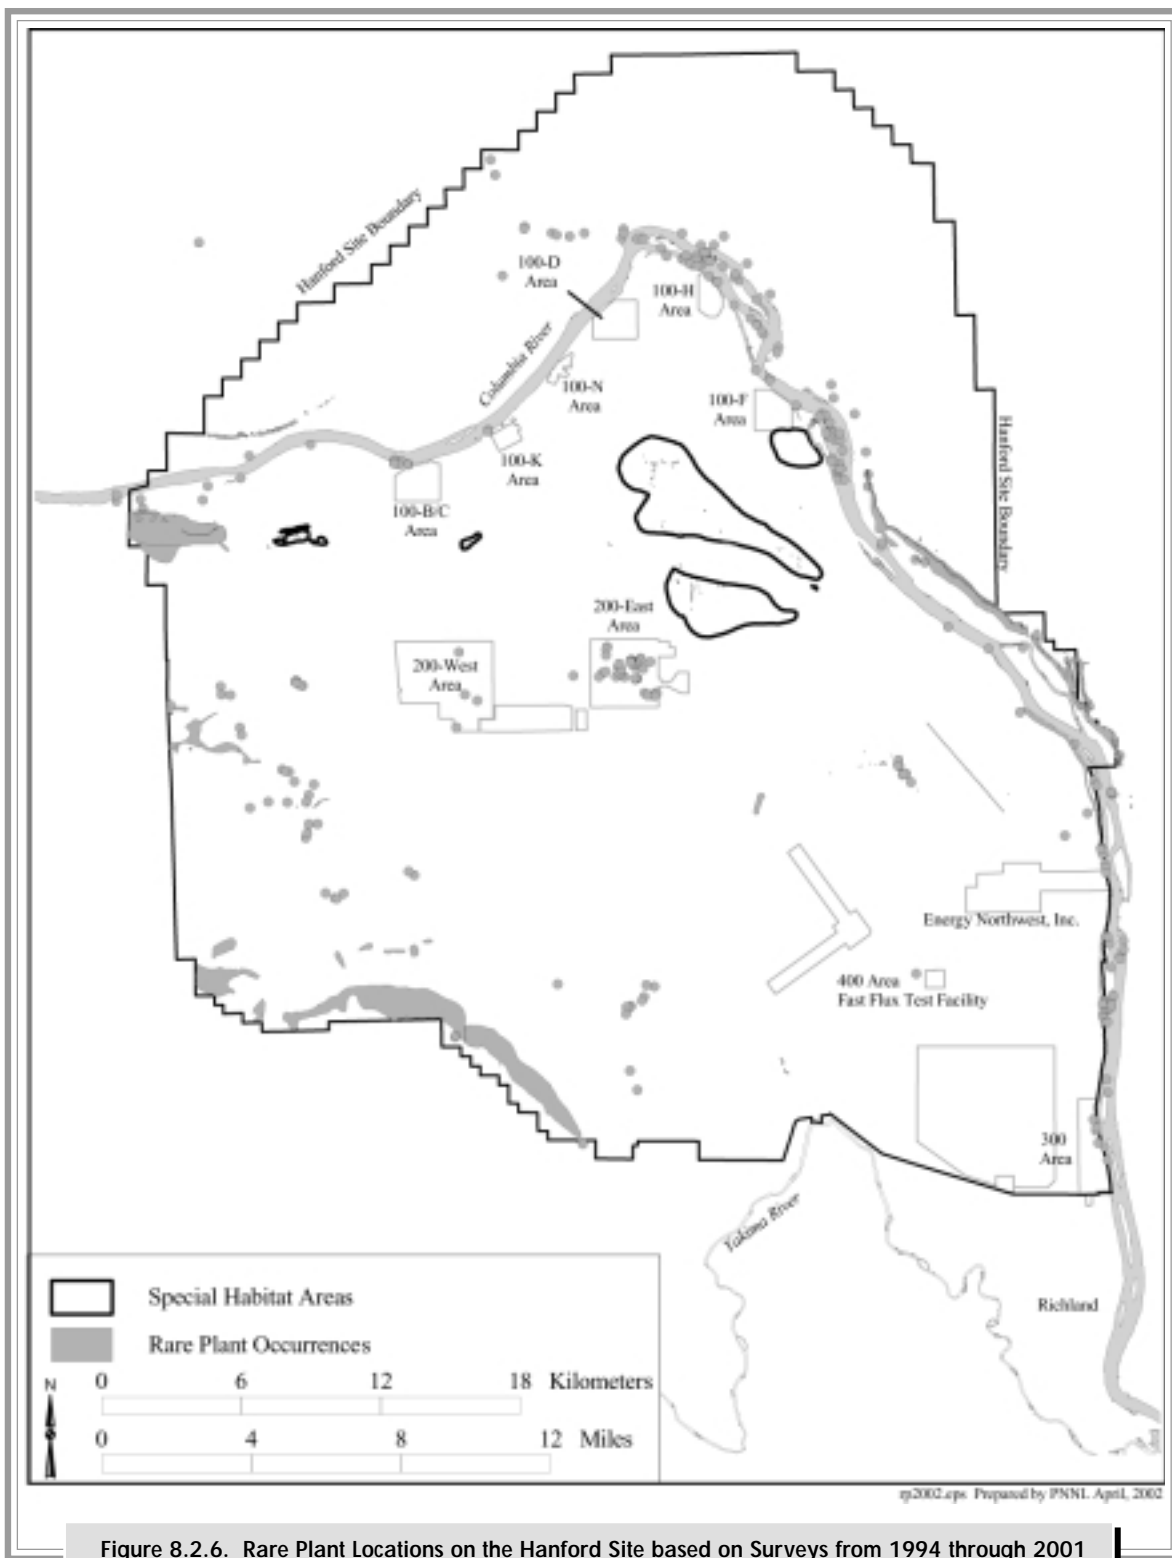 Hanford Site Boundary
100-D
Area
100-H
Area
Columbia River
100-N
Area
100-F
Area
100-K
Area
100-B/C
Area
Hanford Site Boundary
200-East
Area
200-West
Area
Energy Northwest, Inc.
400 Area
Fast Flux Test Facility
300
Area
Yakima River
Richland
Special Habitat Areas
Rare Plant Occurrences
N
0 6 12 18 Kilometers
0 4 8 12 Miles
rp2002.eps Prepared by PNNL April, 2002
Figure 8.2.6. Rare Plant Locations on the Hanford Site based on Surveys from 1994 through 2001